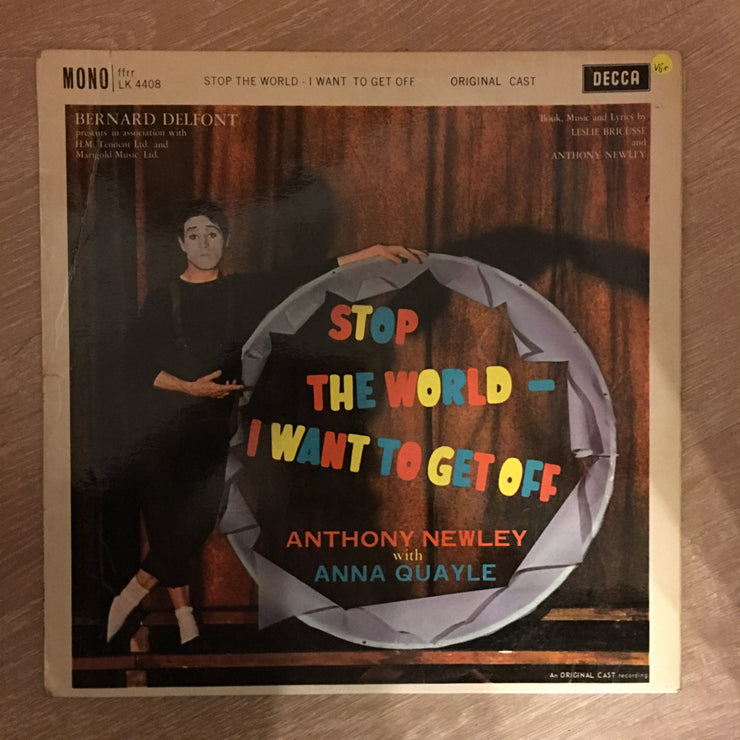 MONO ffrr
LK 4408
STOP THE WORLD - I WANT TO GET OFF ORIGINAL CAST
DECCA
VG+
BERNARD DELFONT
presents in association with
H.M. Tennent Ltd. and
Marigold Music Ltd.
Book, Music and Lyrics by
LESLIE BRICUSSE
and
ANTHONY NEWLEY
STOP
THE WORLD -
I WANT TO GET OFF
ANTHONY NEWLEY
with
ANNA QUAYLE
An ORIGINAL CAST recording